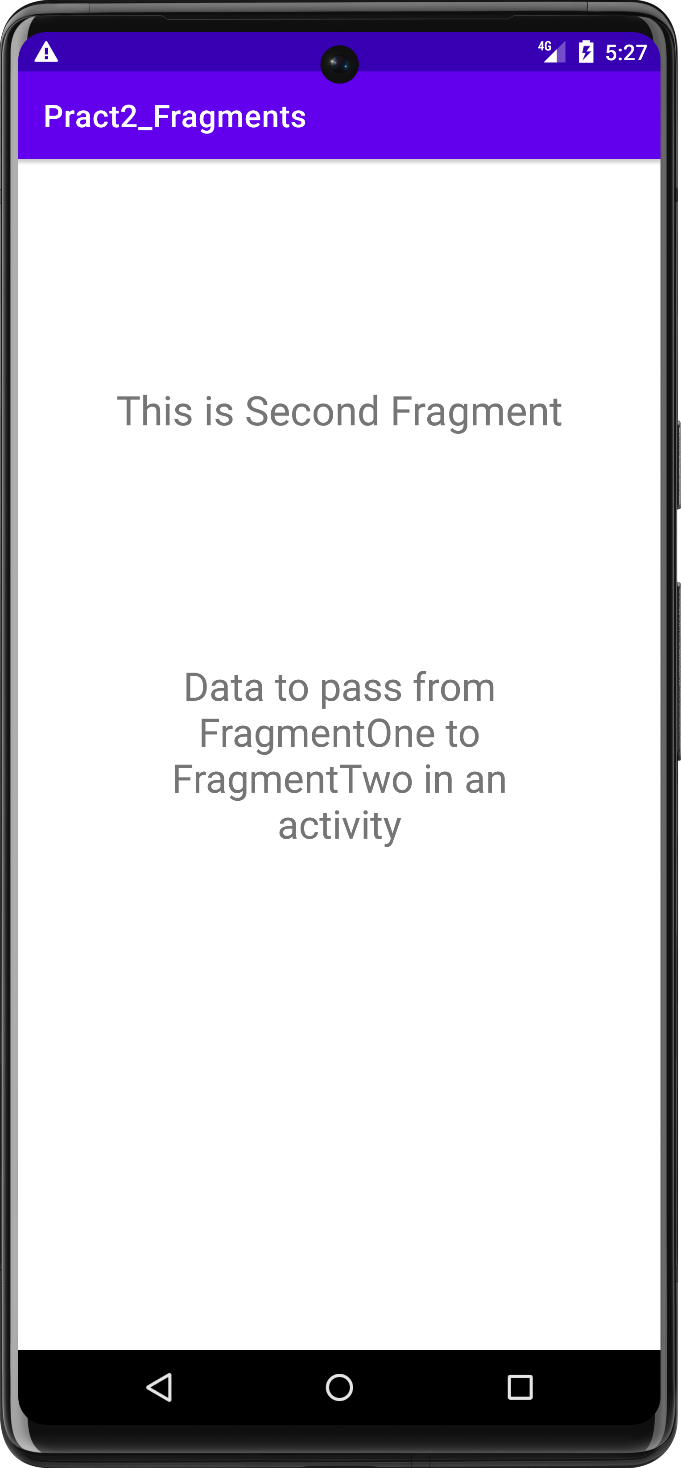 4G 5:27
Pract2_Fragments
This is Second Fragment
Data to pass from
FragmentOne to
FragmentTwo in an
activity